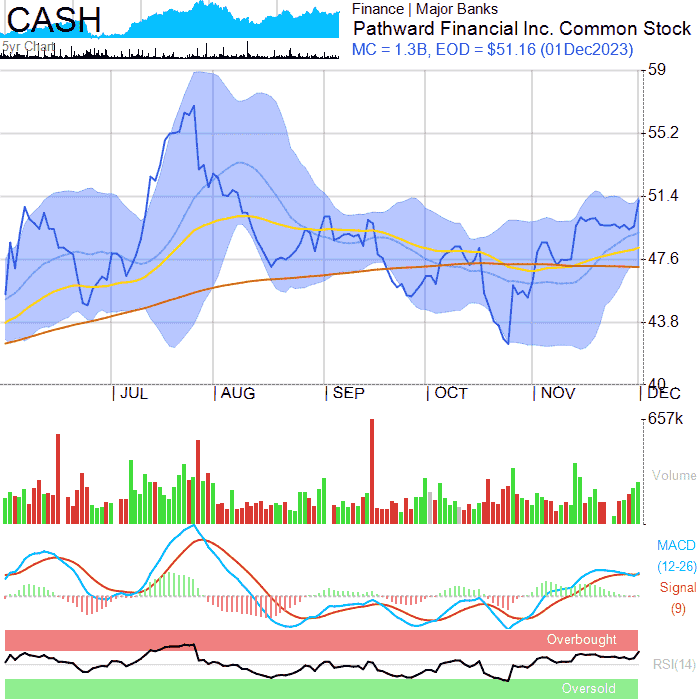 CASH
5yr Chart
Finance | Major Banks
Pathward Financial Inc. Common Stock
MC = 1.3B, EOD = $51.16 (01Dec2023)
59
55.2
51.4
47.6
43.8
40
| JUL | AUG | SEP | OCT | NOV | DEC
657k
Volume
MACD
(12-26)
Signal
(9)
Overbought
RSI(14)
Oversold